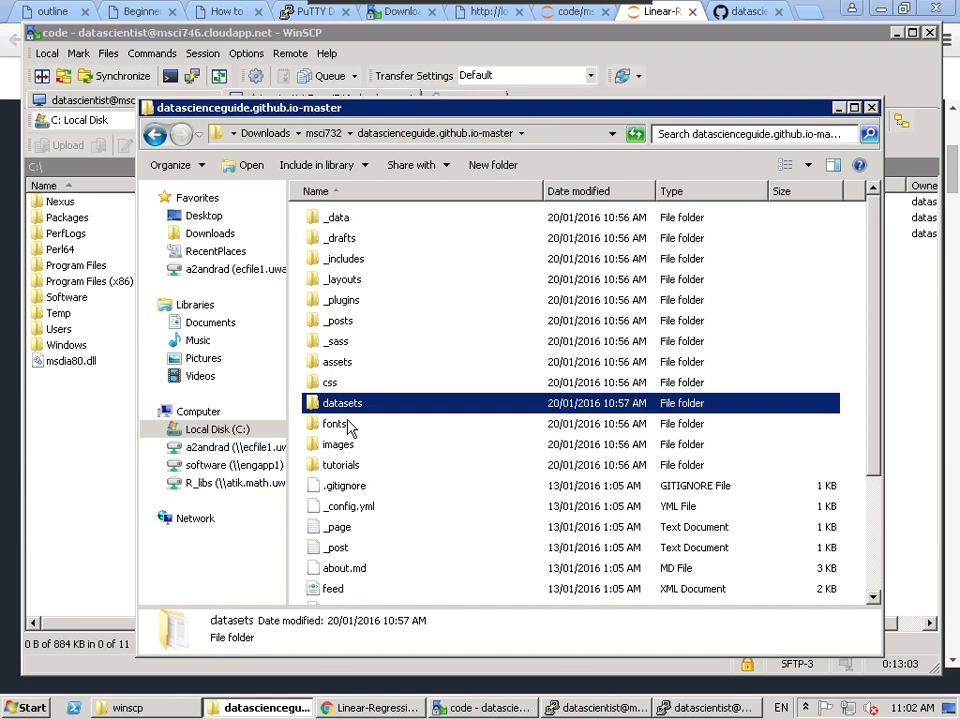 outline
Beginner
How to
PuTTY D
Downlo
http://lo
code/ms
Linear-R
datascie
code - datascientist@msci746.cloudapp.net - WinSCP
Local Mark Files Commands Session Options Remote Help
Synchronize
Queue
Transfer Settings Default
datascientist@msc
C: Local Disk
Upload
C:\
Name
Owne
Nexus
datas
Packages
datas
PerfLogs
datas
Perl64
Program Files
Program Files (x86)
Software
Temp
Users
Windows
msdia80.dll
datascienceguide.github.io-master
Downloads
msci732
datascienceguide.github.io-master
Search datascienceguide.github.io-ma...
Organize
Open
Include in library
Share with
New folder
Favorites
Desktop
Downloads
RecentPlaces
a2andrad (ecfile1.uwa
Libraries
Documents
Music
Pictures
Videos
Computer
Local Disk (C:)
a2andrad (\\ecfile1.uw
software (\\engapp1)
R_libs (\\atik.math.uw
Network
Name Date modified Type Size
_data 20/01/2016 10:56 AM File folder
_drafts 20/01/2016 10:56 AM File folder
_includes 20/01/2016 10:56 AM File folder
_layouts 20/01/2016 10:56 AM File folder
_plugins 20/01/2016 10:56 AM File folder
_posts 20/01/2016 10:56 AM File folder
_sass 20/01/2016 10:56 AM File folder
assets 20/01/2016 10:56 AM File folder
css 20/01/2016 10:56 AM File folder
datasets 20/01/2016 10:57 AM File folder
fonts 20/01/2016 10:56 AM File folder
images 20/01/2016 10:56 AM File folder
tutorials 20/01/2016 10:56 AM File folder
.gitignore 13/01/2016 1:05 AM GITIGNORE File 1 KB
_config.yml 13/01/2016 1:05 AM YML File 1 KB
_page 13/01/2016 1:05 AM Text Document 1 KB
_post 13/01/2016 1:05 AM Text Document 1 KB
about.md 13/01/2016 1:05 AM MD File 3 KB
feed 13/01/2016 1:05 AM XML Document 2 KB
datasets Date modified: 20/01/2016 10:57 AM
File folder
0 B of 884 KB in 0 of 11
SFTP-3
0:13:03
Start
winscp
datasciencegu...
Linear-Regressio...
code - datascie...
datascientist@m...
datascientist@...
EN
11:02 AM